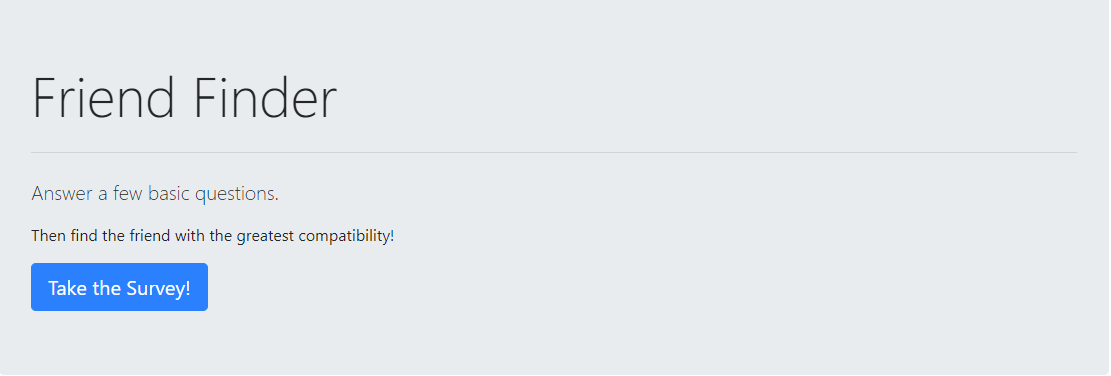 Friend Finder
Answer a few basic questions.
Then find the friend with the greatest compatibility!
Take the Survey!